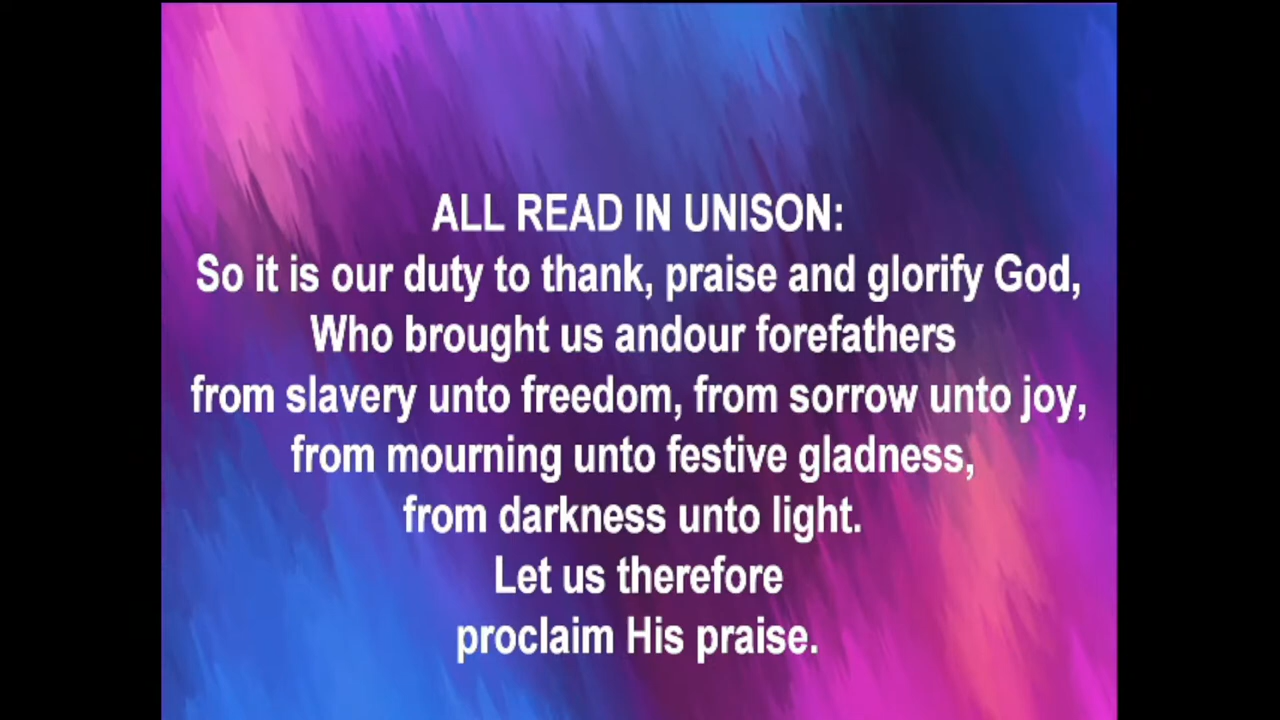 ALL READ IN UNISON:
So it is our duty to thank, praise and glorify God,
Who brought us andour forefathers
from slavery unto freedom, from sorrow unto joy,
from mourning unto festive gladness,
from darkness unto light.
Let us therefore
proclaim His praise.